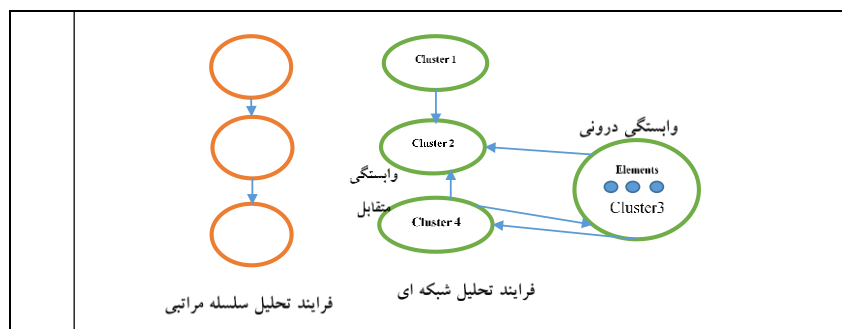 Cluster 1
وابستگی درونی
Cluster 2
Elements
وابستگی
متقابل
Cluster3
Cluster 4
فرایند تحلیل شبکه ای
فرایند تحلیل سلسله مراتبی